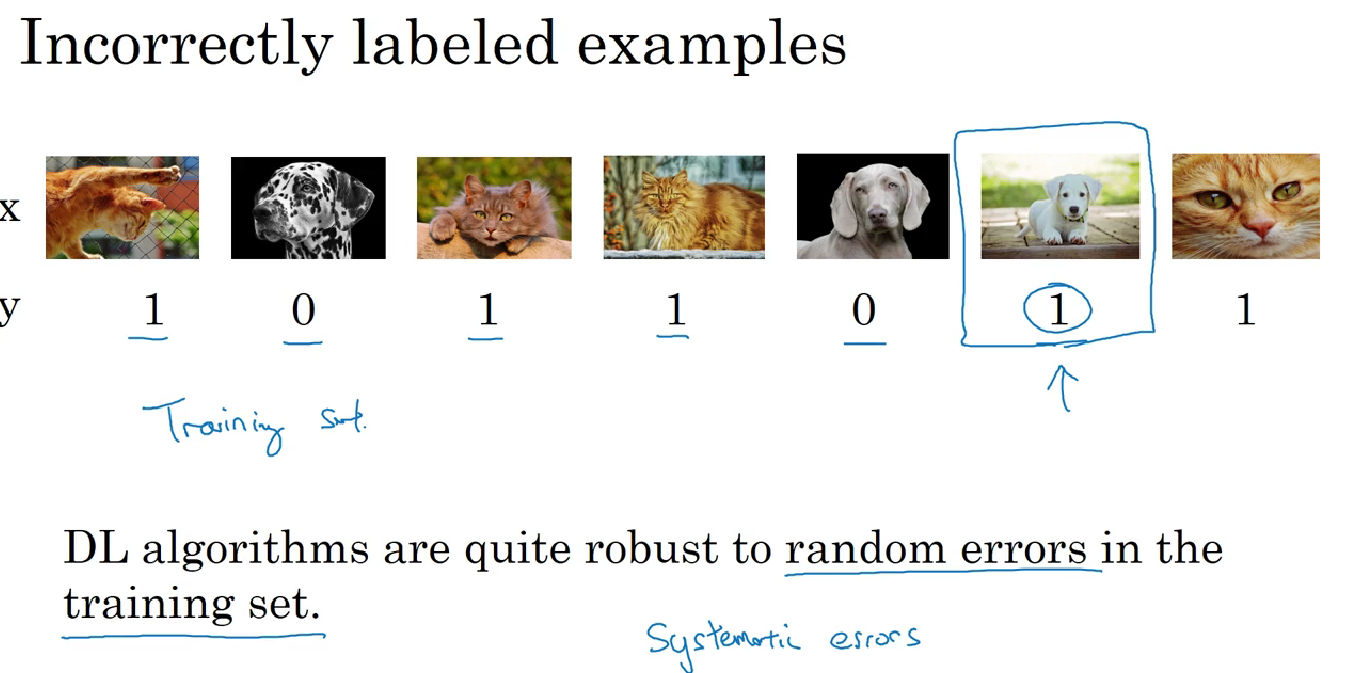 Incorrectly labeled examples
x
y 1 0 1 1 0 1 1
Training set.
DL algorithms are quite robust to random errors in the
training set.
Systematic errors